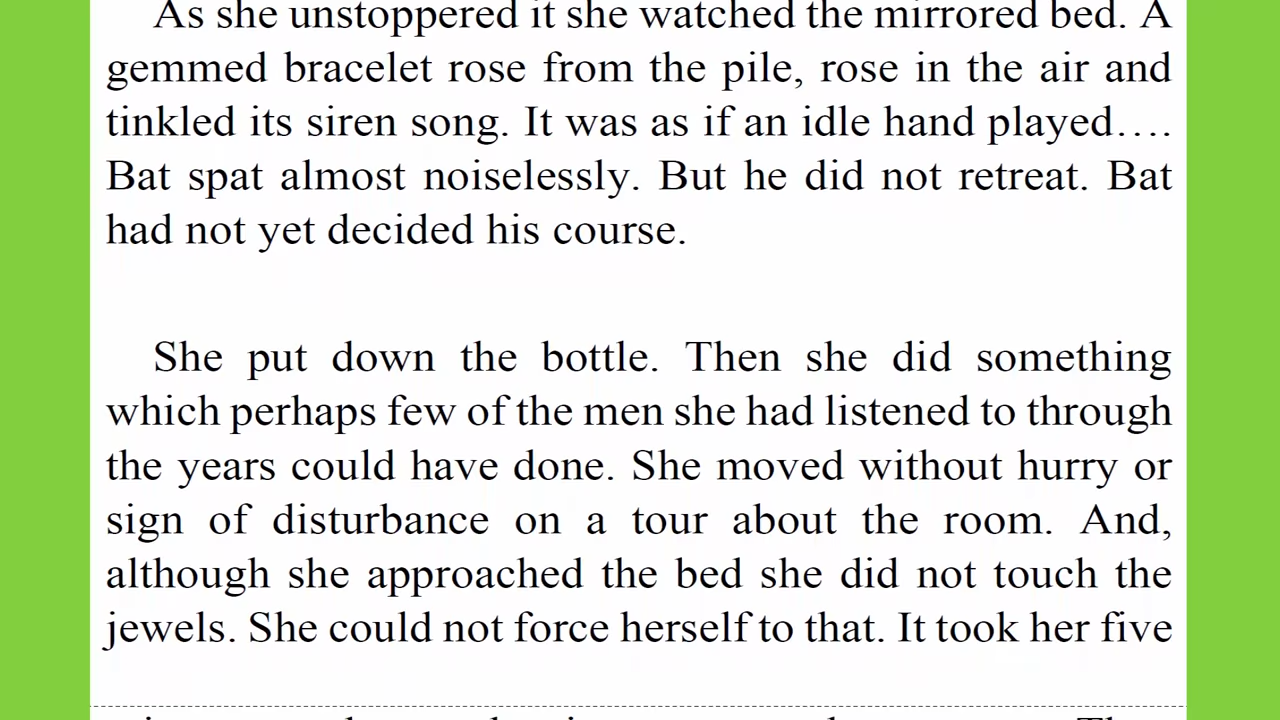 As she unstoppered it she watched the mirrored bed. A
gemmed bracelet rose from the pile, rose in the air and
tinkled its siren song. It was as if an idle hand played….
Bat spat almost noiselessly. But he did not retreat. Bat
had not yet decided his course.
She put down the bottle. Then she did something
which perhaps few of the men she had listened to through
the years could have done. She moved without hurry or
sign of disturbance on a tour about the room. And,
although she approached the bed she did not touch the
jewels. She could not force herself to that. It took her five